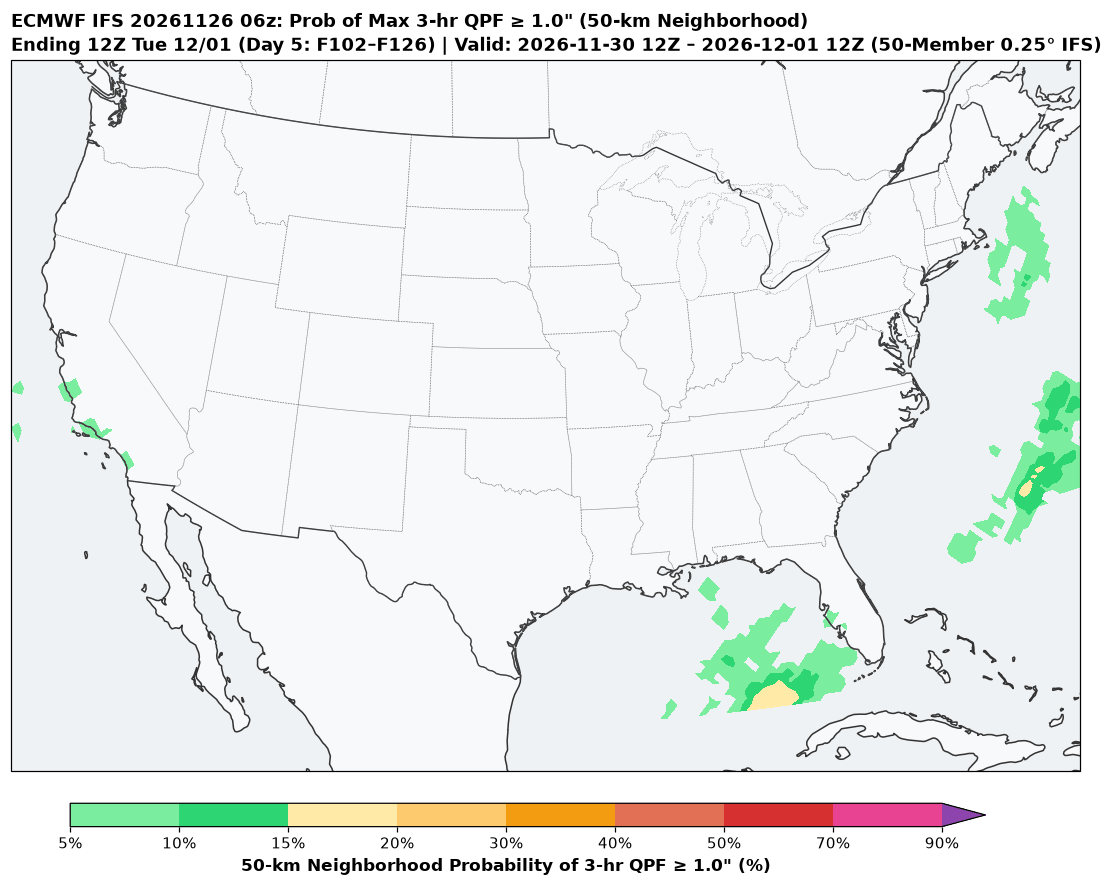 ECMWF IFS 20261126 06z: Prob of Max 3-hr QPF ≥ 1.0" (50-km Neighborhood)
Ending 12Z Tue 12/01 (Day 5: F102–F126) | Valid: 2026-11-30 12Z – 2026-12-01 12Z (50-Member 0.25° IFS)
5% 10% 15% 20% 30% 40% 50% 70% 90%
50-km Neighborhood Probability of 3-hr QPF ≥ 1.0" (%)